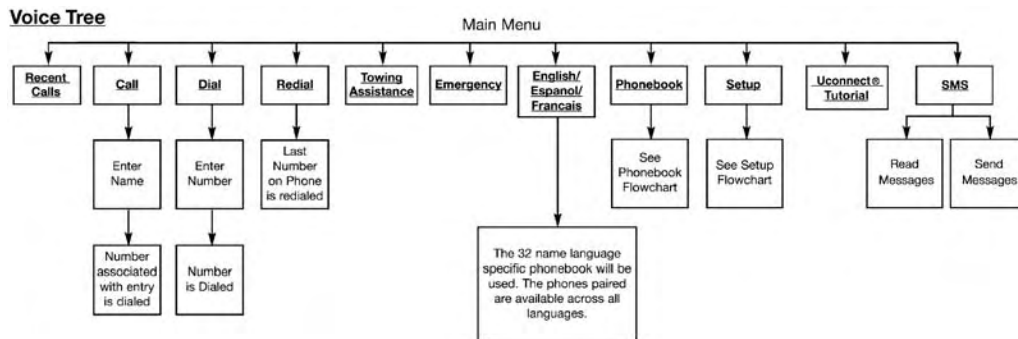 Voice Tree
Main Menu
Recent
Calls
Call
Dial
Redial
Towing
Assistance
Emergency
English/
Espanol/
Francais
Phonebook
Setup
Uconnect®
Tutorial
SMS
Enter
Name
Enter
Number
Last
Number
on Phone
is redialed
See
Phonebook
Flowchart
See Setup
Flowchart
Read
Messages
Send
Messages
Number
associated
with entry
is dialed
Number
is Dialed
The 32 name language
specific phonebook will be
used. The phones paired
are available across all
languages.